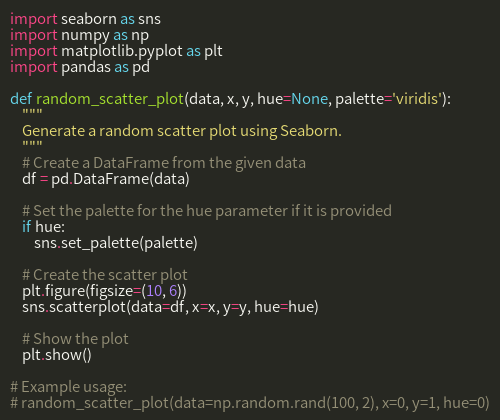 import seaborn as sns
import numpy as np
import matplotlib.pyplot as plt
import pandas as pd

def random_scatter_plot(data, x, y, hue=None, palette='viridis'):
    """
    Generate a random scatter plot using Seaborn.
    """
    # Create a DataFrame from the given data
    df = pd.DataFrame(data)

    # Set the palette for the hue parameter if it is provided
    if hue:
        sns.set_palette(palette)

    # Create the scatter plot
    plt.figure(figsize=(10, 6))
    sns.scatterplot(data=df, x=x, y=y, hue=hue)

    # Show the plot
    plt.show()

# Example usage:
# random_scatter_plot(data=np.random.rand(100, 2), x=0, y=1, hue=0)